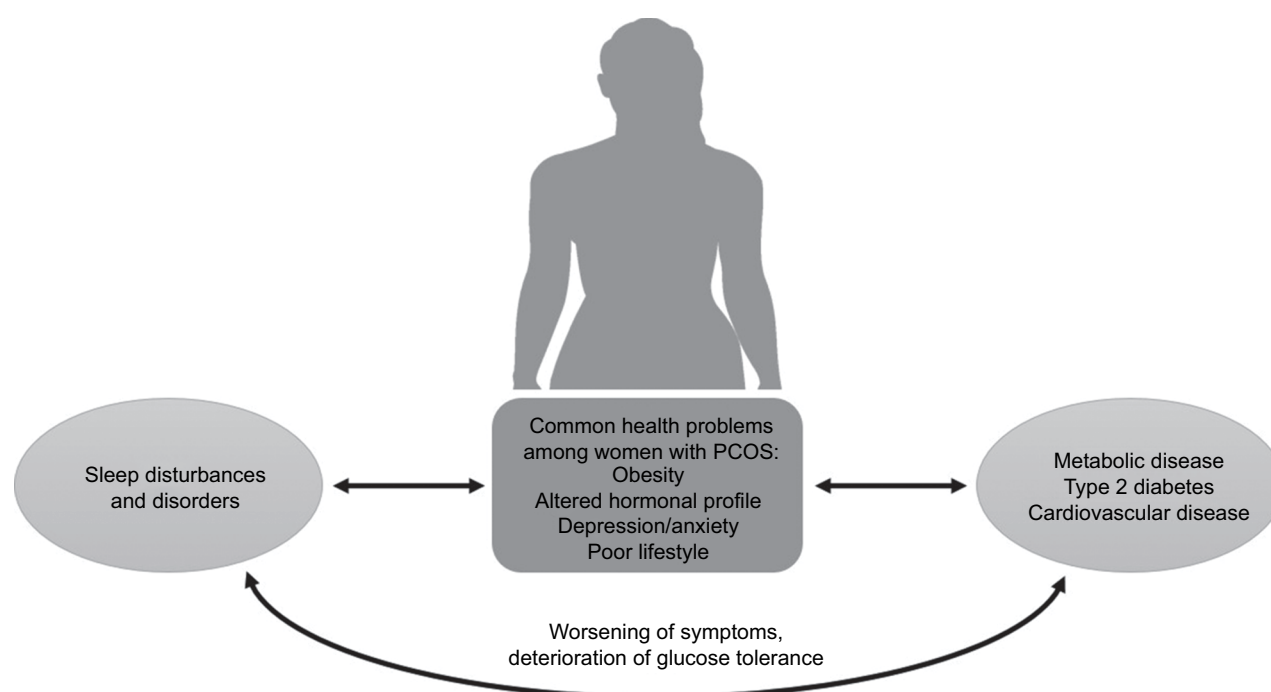 Common health problems
among women with PCOS:
Obesity
Altered hormonal profile
Depression/anxiety
Poor lifestyle
Sleep disturbances
and disorders
Metabolic disease
Type 2 diabetes
Cardiovascular disease
Worsening of symptoms,
deterioration of glucose tolerance